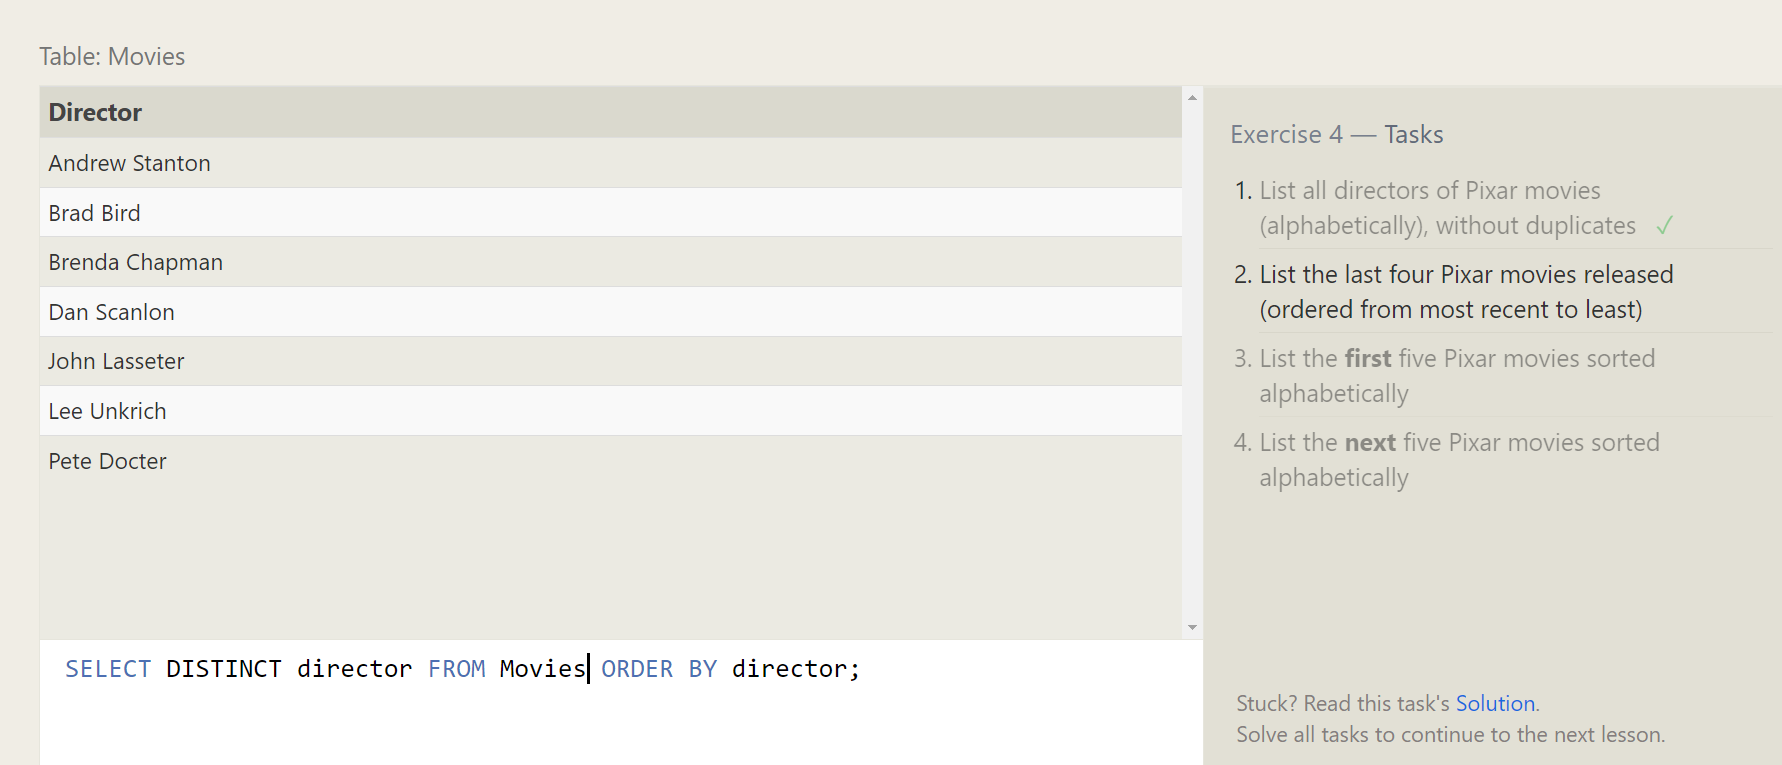 Table: Movies
Director
Andrew Stanton
Brad Bird
Brenda Chapman
Dan Scanlon
John Lasseter
Lee Unkrich
Pete Docter
SELECT DISTINCT director FROM Movies ORDER BY director;
Exercise 4 — Tasks
1. List all directors of Pixar movies
(alphabetically), without duplicates ✓
2. List the last four Pixar movies released
(ordered from most recent to least)
3. List the first five Pixar movies sorted
alphabetically
4. List the next five Pixar movies sorted
alphabetically
Stuck? Read this task's Solution.
Solve all tasks to continue to the next lesson.